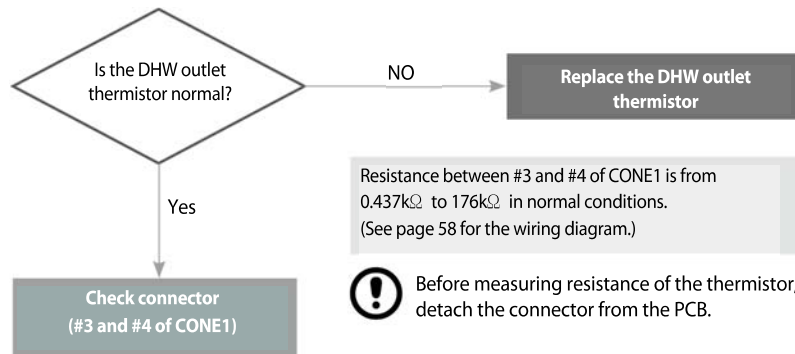 Is the DHW outlet
thermistor normal?
NO
Replace the DHW outlet
thermistor
Resistance between #3 and #4 of CONE1 is from
0.437kΩ to 176kΩ in normal conditions.
(See page 58 for the wiring diagram.)
Yes
Before measuring resistance of the thermistor,
detach the connector from the PCB.
Check connector
(#3 and #4 of CONE1)